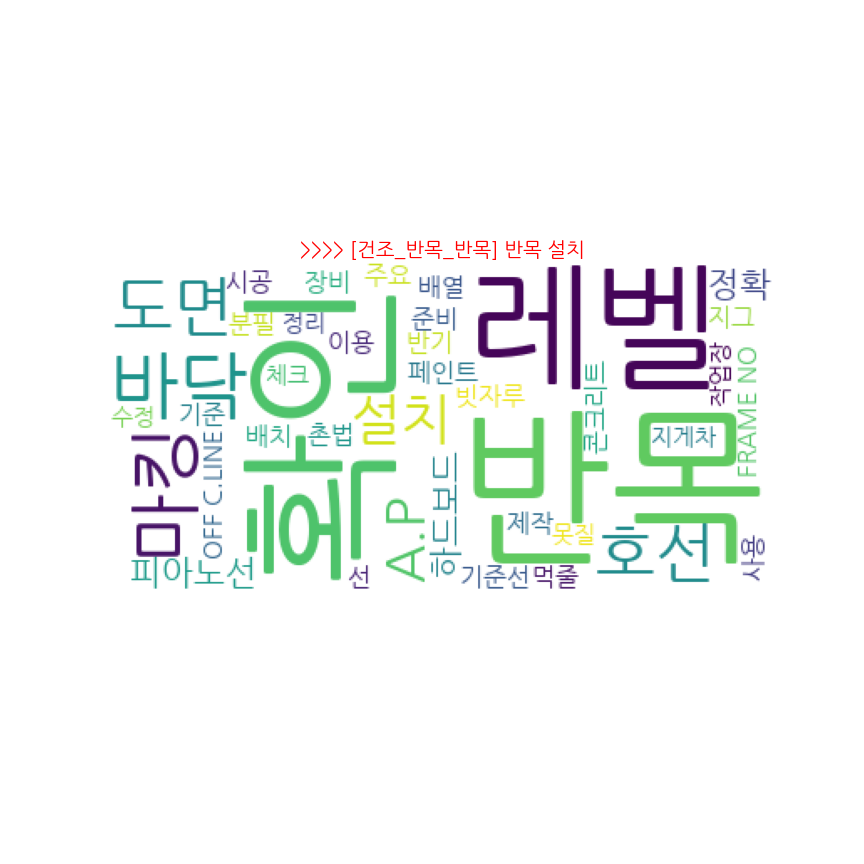 >>>> [건조_반목_반목] 반목 설치
시공
장비
주요
배열
레벨
정확
도면
분필
정리
이용
준비
반기
지그
확인
체크
페인트
빗자루
작업장
바닥
수정
기준
설치
콘크리트
FRAME NO
배치
촌법
반목
지게차
마킹
OFF C.LINE
A.P
하드보드
제작
못질
호선
사용
피아노선
선
기준선
먹줄